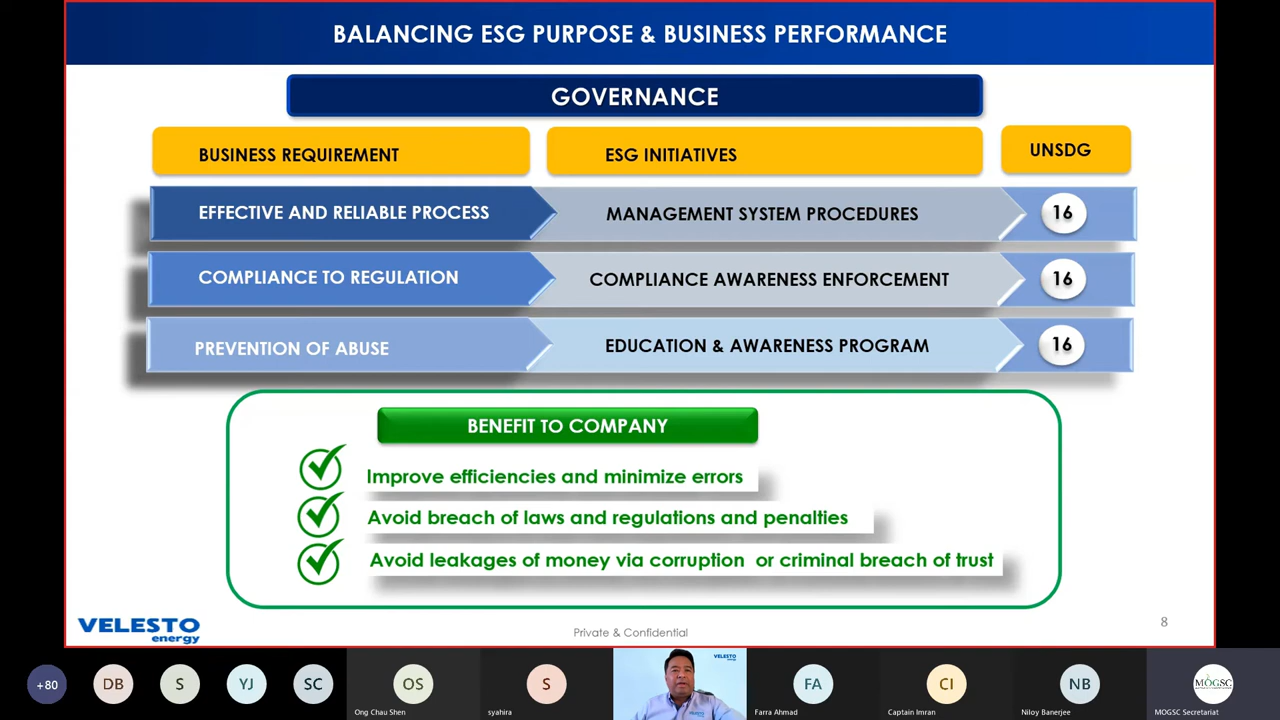 BALANCING ESG PURPOSE & BUSINESS PERFORMANCE
GOVERNANCE
BUSINESS REQUIREMENT
ESG INITIATIVES
UNSDG
EFFECTIVE AND RELIABLE PROCESS
MANAGEMENT SYSTEM PROCEDURES
16
COMPLIANCE TO REGULATION
COMPLIANCE AWARENESS ENFORCEMENT
16
PREVENTION OF ABUSE
EDUCATION & AWARENESS PROGRAM
16
BENEFIT TO COMPANY
Improve efficiencies and minimize errors
Avoid breach of laws and regulations and penalties
Avoid leakages of money via corruption or criminal breach of trust
VELESTO
energy
Private & Confidential
8
+80
DB
S
YJ
SC
OS
Ong Chau Shen
S
syahira
VELESTO
FA
Farra Ahmad
CI
Captain Imran
NB
Niloy Banerjee
MOGSC
MOGSC Secretariat